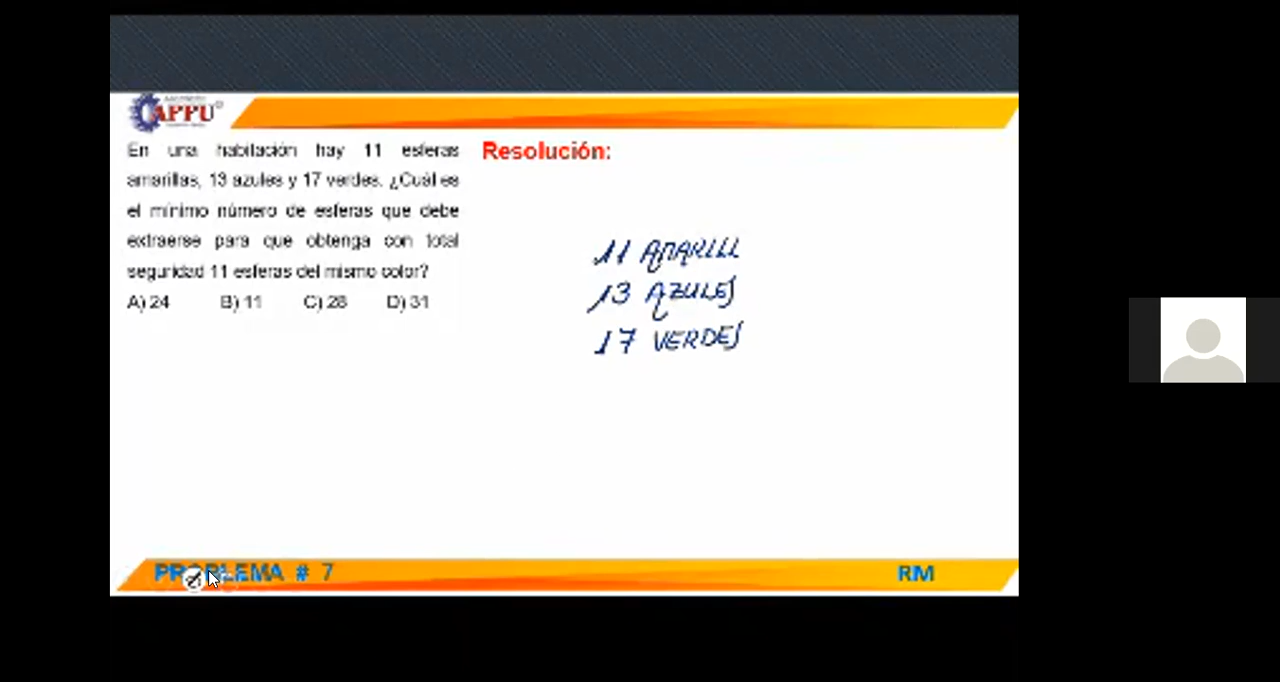 CAPPU
En una habitación hay 11 esferas
amarillas, 13 azules y 17 verdes. ¿Cuál es
el mínimo número de esferas que debe
extraerse para que obtenga con total
seguridad 11 esferas del mismo color?
A) 24 B) 11 C) 28 D) 31
Resolución:
11 AMARILL
13 AZULES
17 VERDES
PROBLEMA # 7
RM